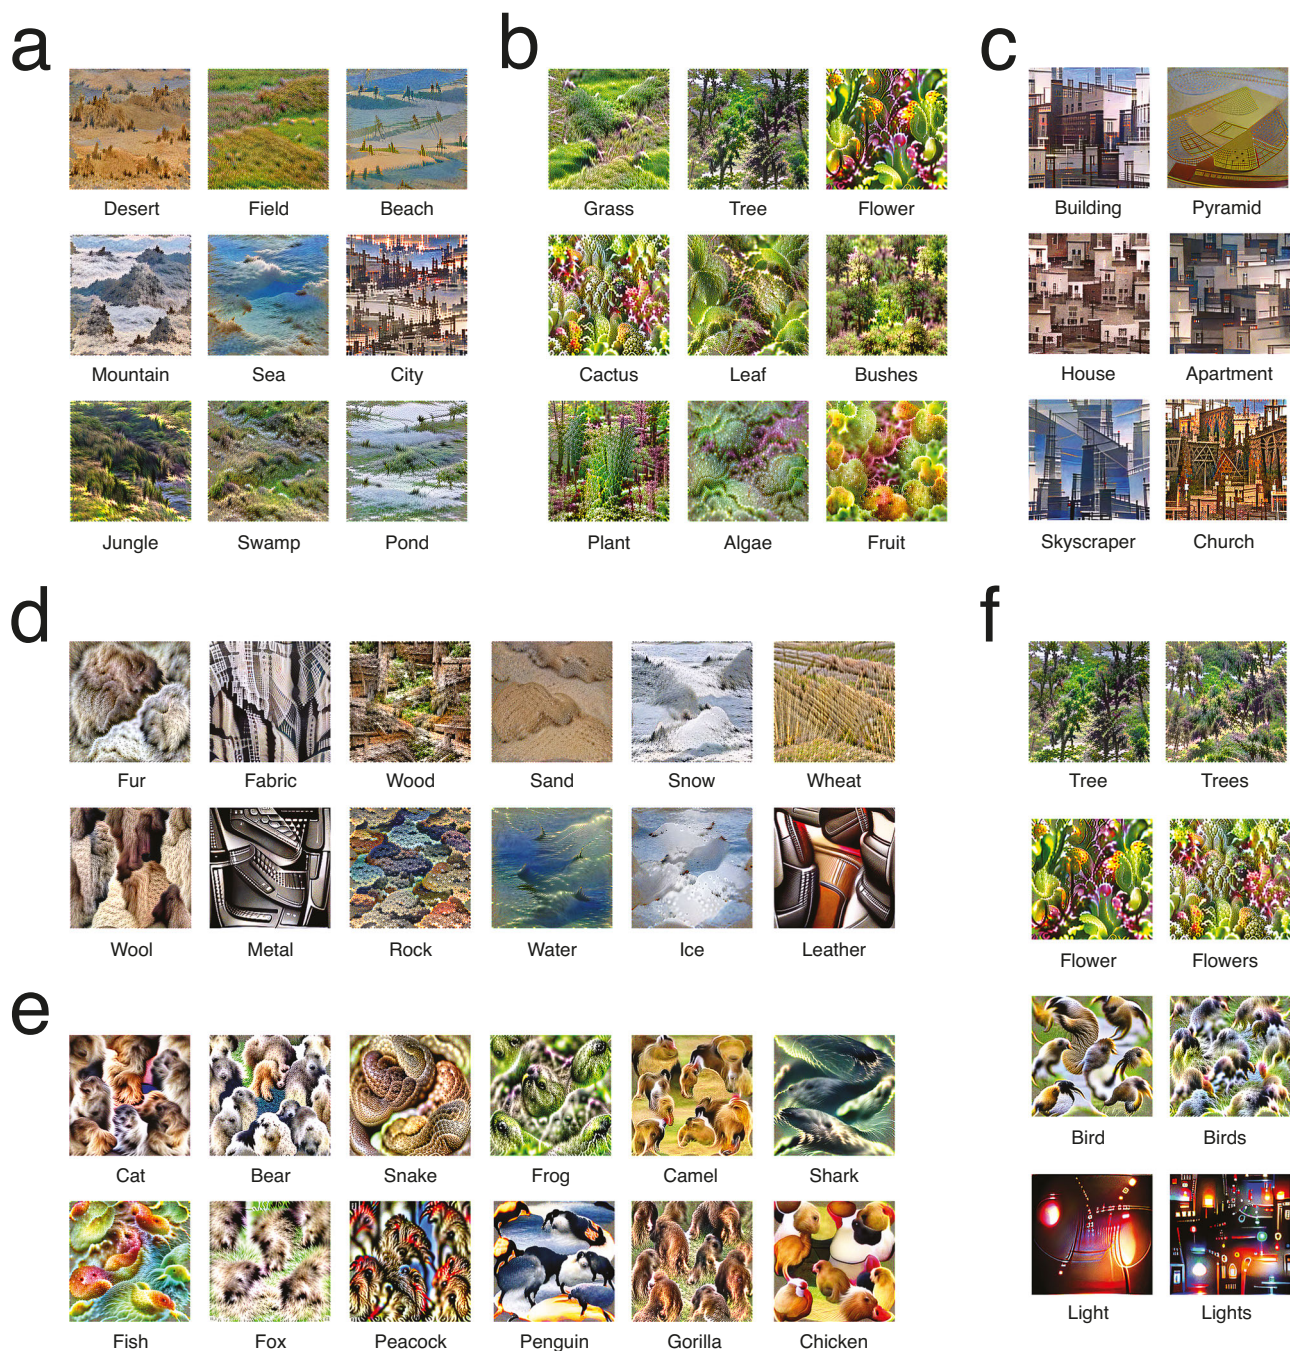 a
Desert Field Beach
Mountain Sea City
Jungle Swamp Pond
b
Grass Tree Flower
Cactus Leaf Bushes
Plant Algae Fruit
c
Building Pyramid
House Apartment
Skyscraper Church
d
Fur Fabric Wood Sand Snow Wheat
Wool Metal Rock Water Ice Leather
e
Cat Bear Snake Frog Camel Shark
Fish Fox Peacock Penguin Gorilla Chicken
f
Tree Trees
Flower Flowers
Bird Birds
Light Lights